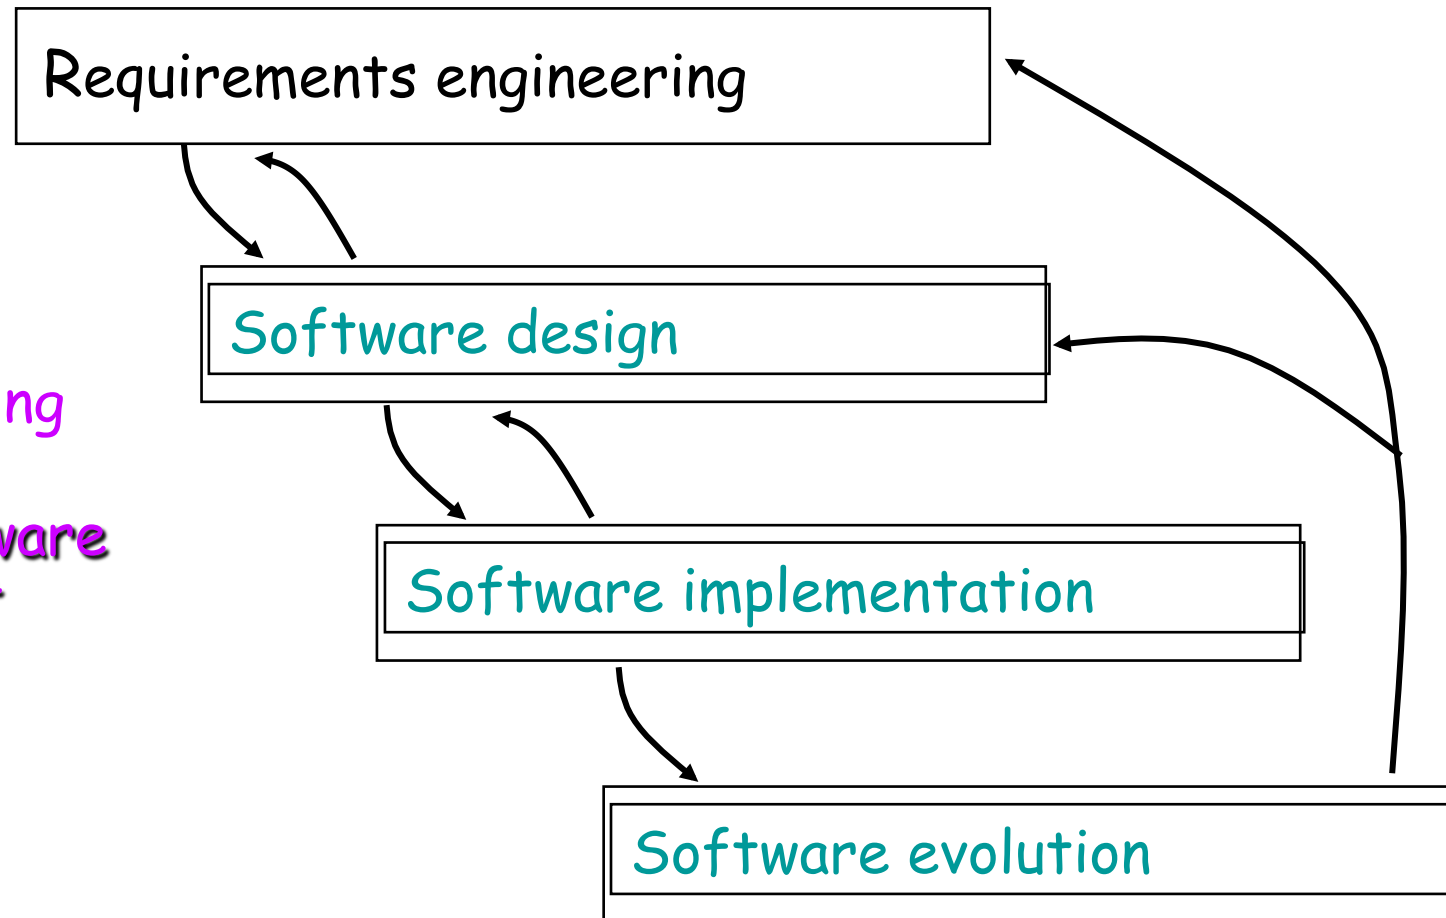 Requirements engineering
Software design
ng
ware
Software implementation
Software evolution